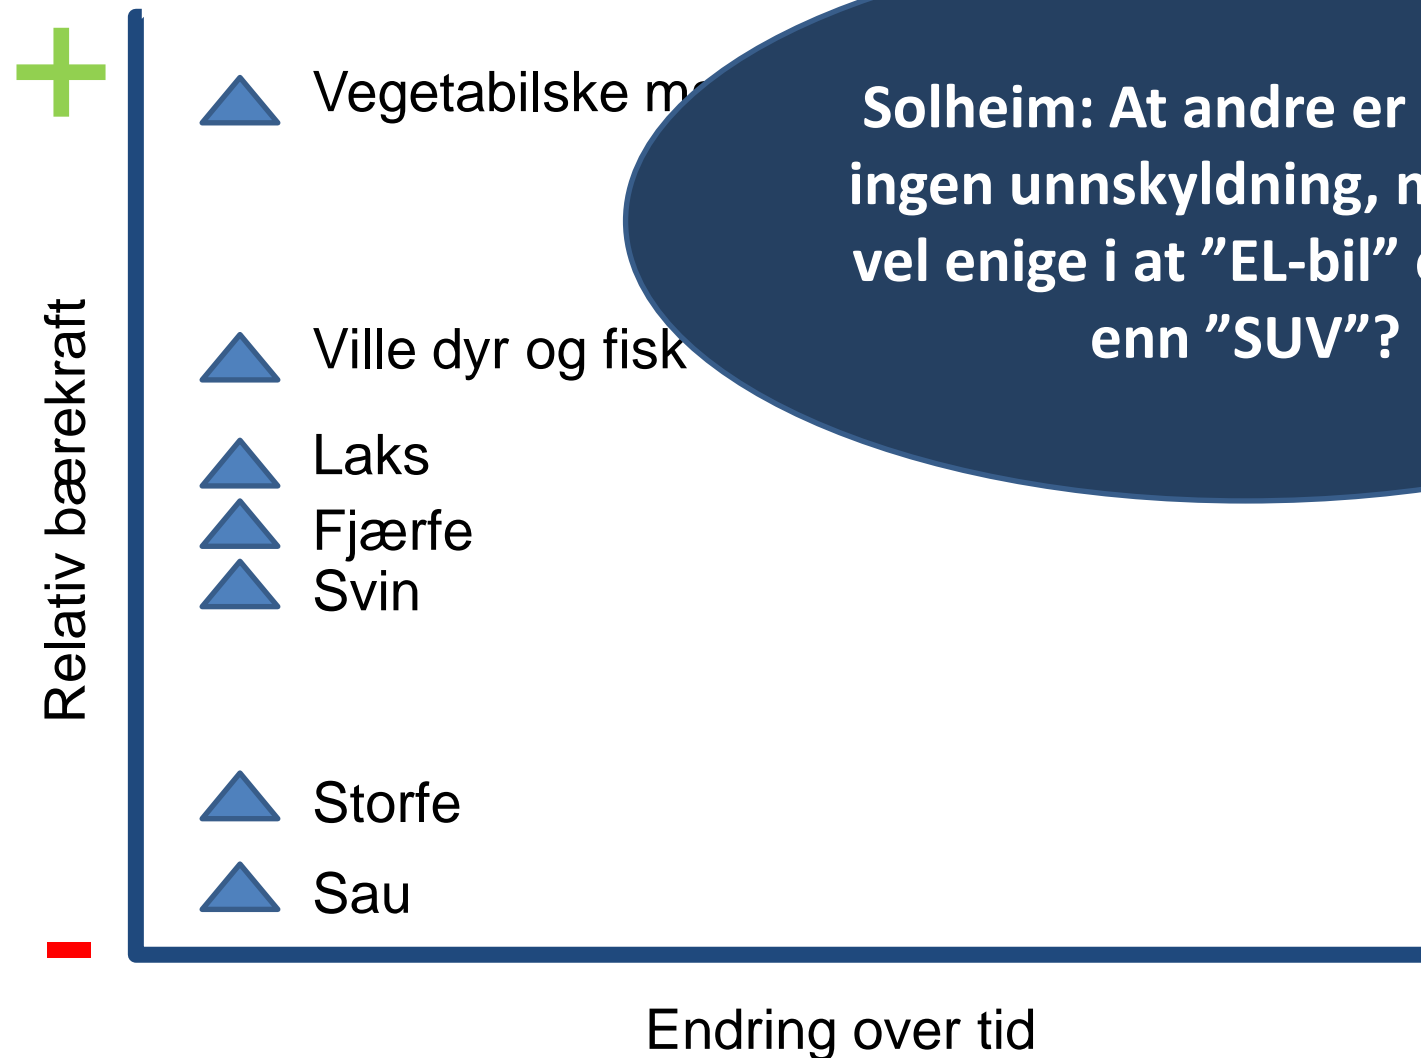 +
Vegetabilske
Solheim: At andre er
ingen unnskyldning,
vel enige i at ”EL-bil”
enn ”SUV”?
Ville dyr og fisk
Laks
Fjærfe
Svin
Storfe
Sau
-
Relativ bærekraft
Endring over tid